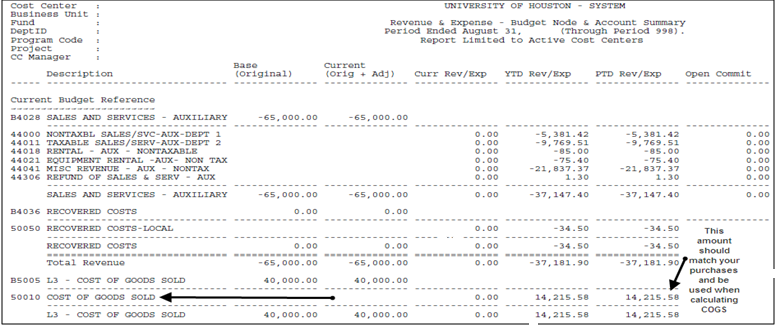 Cost Center : UNIVERSITY OF HOUSTON - SYSTEM
Business Unit :
Fund : Revenue & Expense - Budget Node & Account Summary
DeptID : Period Ended August 31, (Through Period 998).
Program Code : Report Limited to Active Cost Centers
Project :
CC Manager :
Base Current
Description (Original) (Orig + Adj) Curr Rev/Exp YTD Rev/Exp PTD Rev/Exp Open Commit
Current Budget Reference
B4028 SALES AND SERVICES - AUXILIARY -65,000.00 -65,000.00
44000 NONTAXBL SALES/SVC-AUX-DEPT 1 0.00 -5,381.42 -5,381.42 0.00
44011 TAXABLE SALES/SERV-AUX-DEPT 2 0.00 -9,769.51 -9,769.51 0.00
44018 RENTAL - AUX - NONTAXABLE 0.00 -85.00 -85.00 0.00
44021 EQUIPMENT RENTAL -AUX- NON TAX 0.00 -75.40 -75.40 0.00
44041 MISC REVENUE - AUX - NONTAX 0.00 -21,837.37 -21,837.37 0.00
44306 REFUND OF SALES & SERV - AUX 0.00 1.30 1.30 0.00
SALES AND SERVICES - AUXILIARY -65,000.00 -65,000.00 0.00 -37,147.40 -37,147.40 0.00
B4036 RECOVERED COSTS 0.00 0.00
50050 RECOVERED COSTS-LOCAL 0.00 -34.50 -34.50 0.00
RECOVERED COSTS 0.00 0.00 0.00 -34.50 -34.50 0.00
Total Revenue -65,000.00 -65,000.00 0.00 -37,181.90 -37,181.90 0.00
B5005 L3 - COST OF GOODS SOLD 40,000.00 40,000.00
50010 COST OF GOODS SOLD 0.00 14,215.58 14,215.58 0.00
L3 - COST OF GOODS SOLD 40,000.00 40,000.00 0.00 14,215.58 14,215.58 0.00
This
amount
should
match your
purchases
and be
used when
calculating
COGS